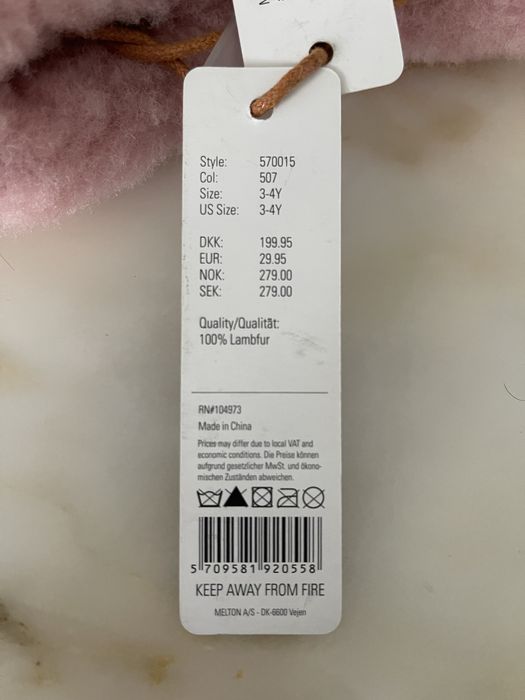 Style: 570015
Col: 507
Size: 3-4Y
US Size: 3-4Y
DKK: 199.95
EUR: 29.95
NOK: 279.00
SEK: 279.00
Quality/Qualität:
100% Lambfur
RN#104973
Made in China
Prices may differ due to local VAT and
economic conditions. Die Preise können
aufgrund gesetzlicher MwSt. und ökono-
mischen Zuständen abweichen.
5 709581 920558
KEEP AWAY FROM FIRE
MELTON A/S - DK-6600 Vejen